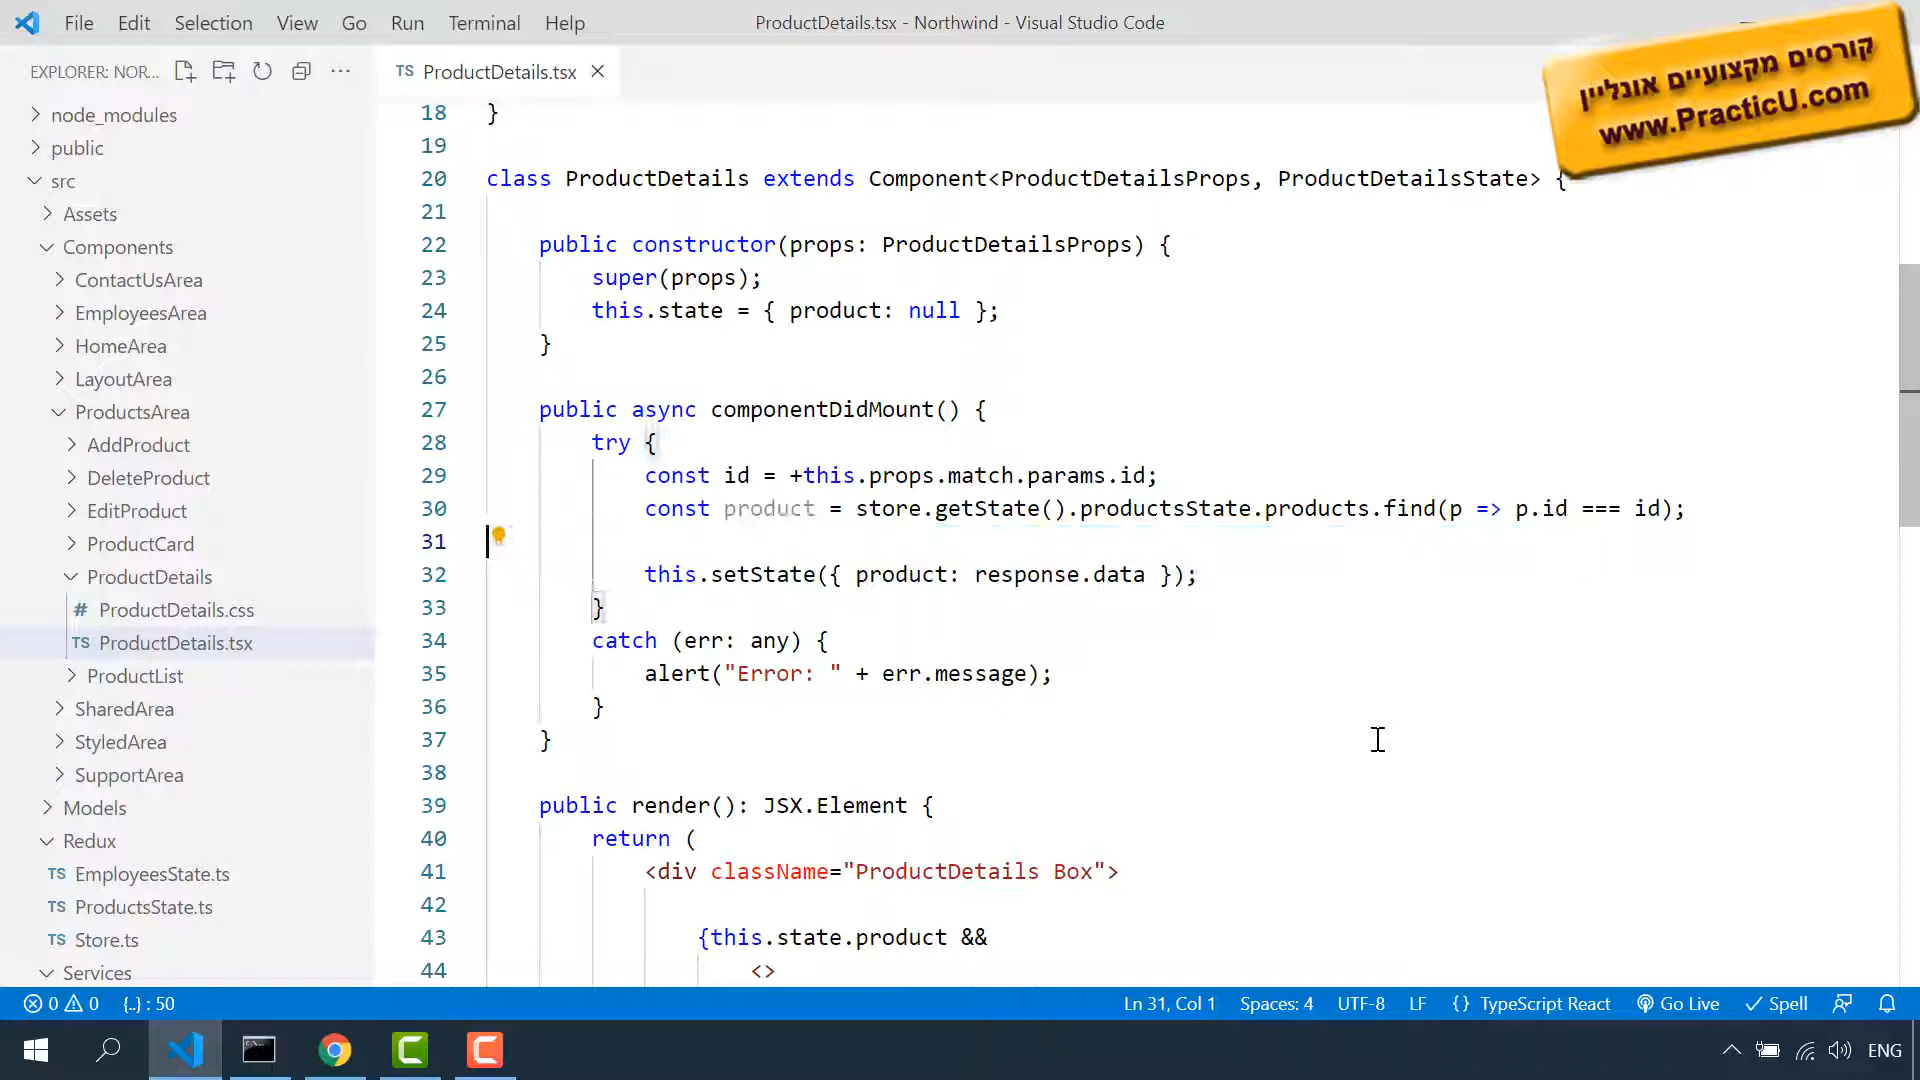 File Edit Selection View Go Run Terminal Help
ProductDetails.tsx - Northwind - Visual Studio Code
קורסים מקצועיים אונליין
www.PracticU.com
EXPLORER: NOR...
node_modules
public
src
Assets
Components
ContactUsArea
EmployeesArea
HomeArea
LayoutArea
ProductsArea
AddProduct
DeleteProduct
EditProduct
ProductCard
ProductDetails
# ProductDetails.css
TS ProductDetails.tsx
ProductList
SharedArea
StyledArea
SupportArea
Models
Redux
TS EmployeesState.ts
TS ProductsState.ts
TS Store.ts
Services
TS ProductDetails.tsx
18 }
19
20 class ProductDetails extends Component<ProductDetailsProps, ProductDetailsState> {
21
22 public constructor(props: ProductDetailsProps) {
23 super(props);
24 this.state = { product: null };
25 }
26
27 public async componentDidMount() {
28 try {
29 const id = +this.props.match.params.id;
30 const product = store.getState().productsState.products.find(p => p.id === id);
31
32 this.setState({ product: response.data });
33 }
34 catch (err: any) {
35 alert("Error: " + err.message);
36 }
37 }
38
39 public render(): JSX.Element {
40 return (
41 <div className="ProductDetails Box">
42
43 {this.state.product &&
44 <>
0 0 {..} : 50
Ln 31, Col 1 Spaces: 4 UTF-8 LF {} TypeScript React Go Live Spell
ENG